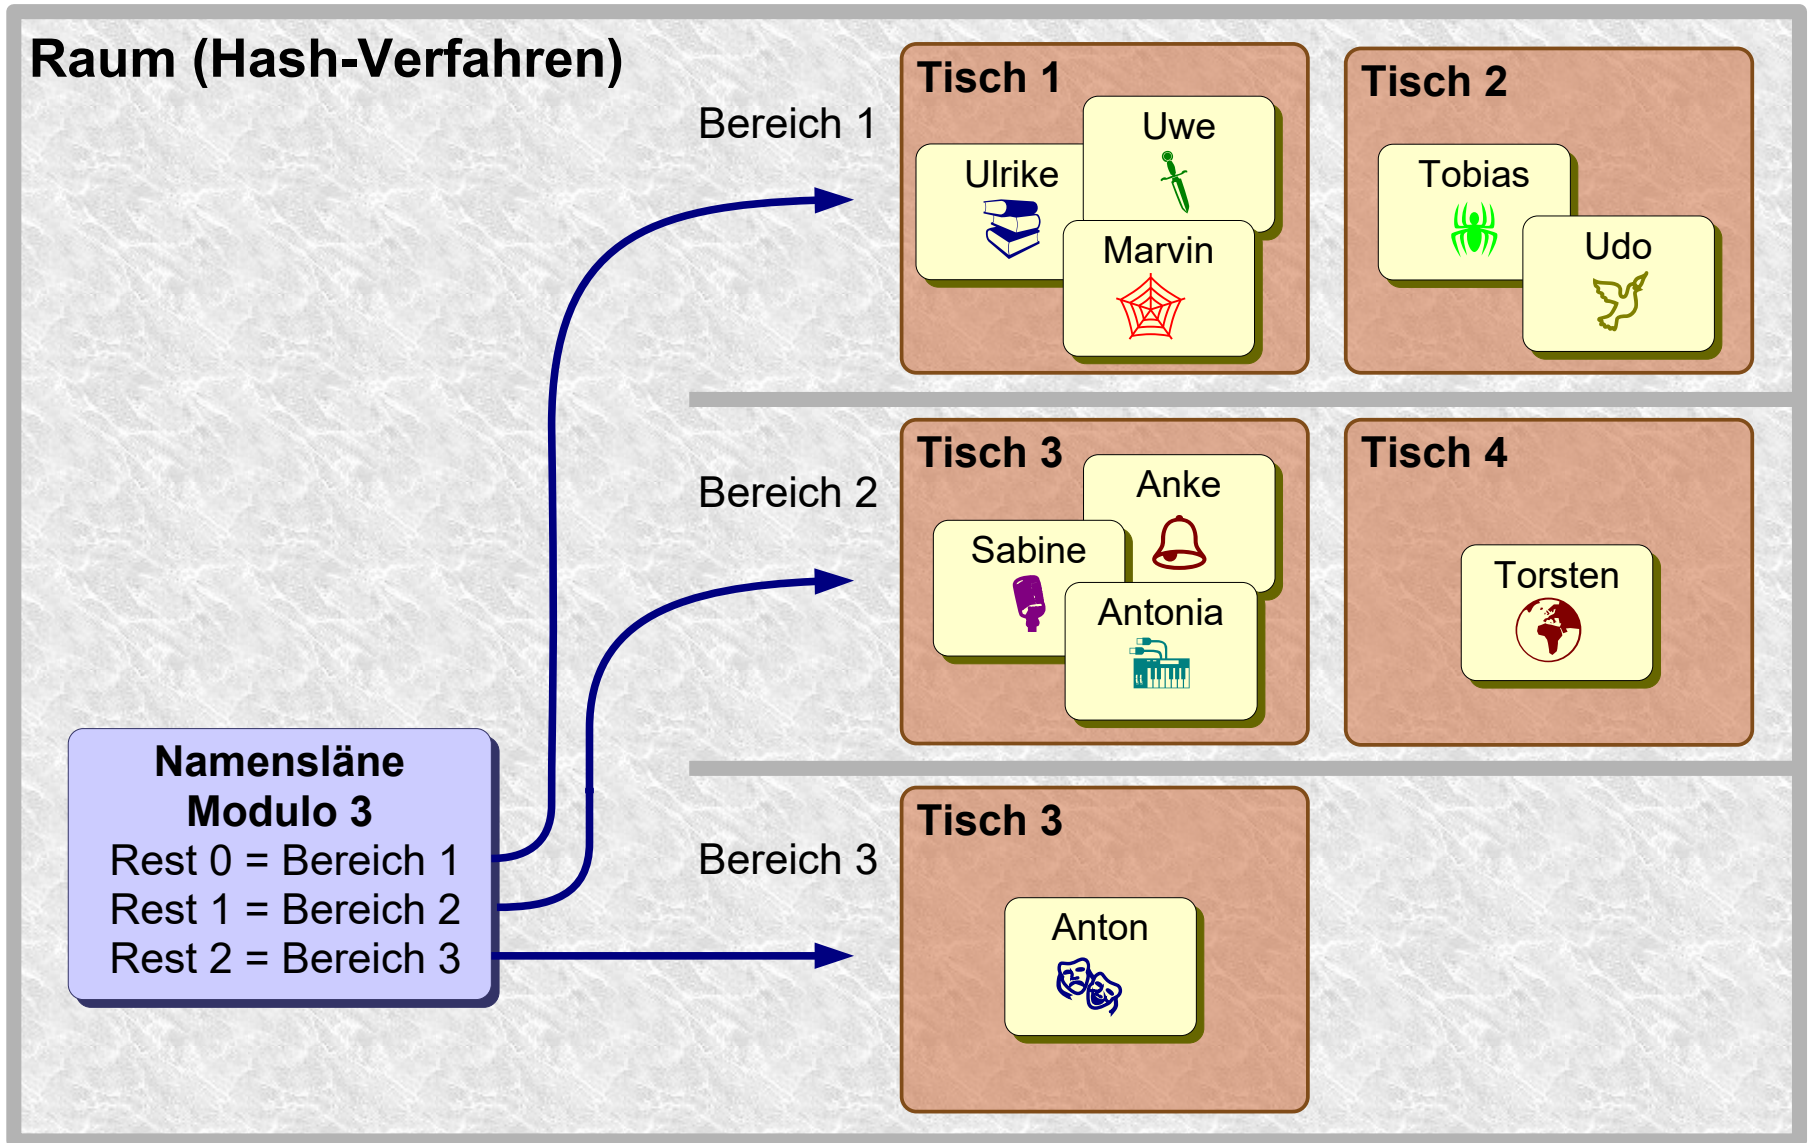 Raum (Hash-Verfahren)
Bereich 1
Tisch 1
Ulrike
Uwe
Marvin
Tisch 2
Tobias
Udo
Bereich 2
Tisch 3
Anke
Sabine
Antonia
Tisch 4
Torsten
Namensläne
Modulo 3
Rest 0 = Bereich 1
Rest 1 = Bereich 2
Rest 2 = Bereich 3
Bereich 3
Tisch 3
Anton